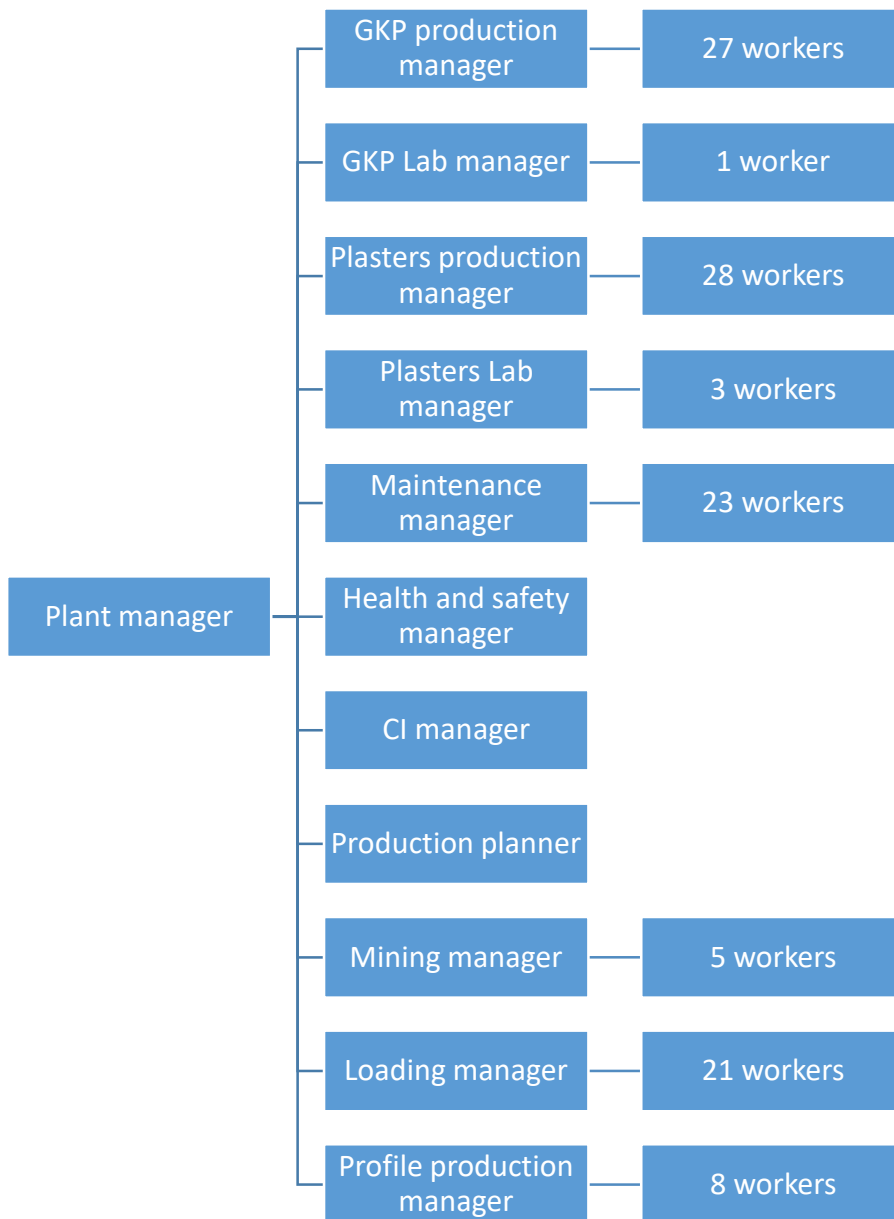 GKP production
manager
27 workers
GKP Lab manager
1 worker
Plasters production
manager
28 workers
Plasters Lab
manager
3 workers
Maintenance
manager
23 workers
Plant manager
Health and safety
manager
CI manager
Production planner
Mining manager
5 workers
Loading manager
21 workers
Profile production
manager
8 workers